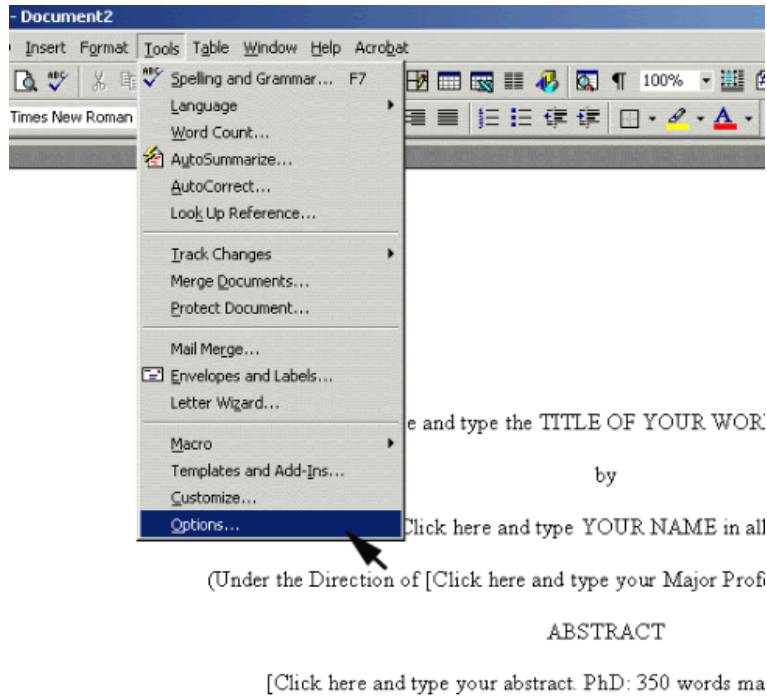 - Document2
Insert Format Tools Table Window Help Acrobat
ABC ABC 100%
Times New Roman A
ABC Spelling and Grammar... F7
Language
Word Count...
AutoSummarize...
AutoCorrect...
Look Up Reference...
Track Changes
Merge Documents...
Protect Document...
Mail Merge...
Envelopes and Labels...
Letter Wizard...
Macro
Templates and Add-Ins...
Customize...
Options...
e and type the TITLE OF YOUR WOR
by
Click here and type YOUR NAME in all
(Under the Direction of [Click here and type your Major Prof
ABSTRACT
[Click here and type your abstract. PhD: 350 words ma